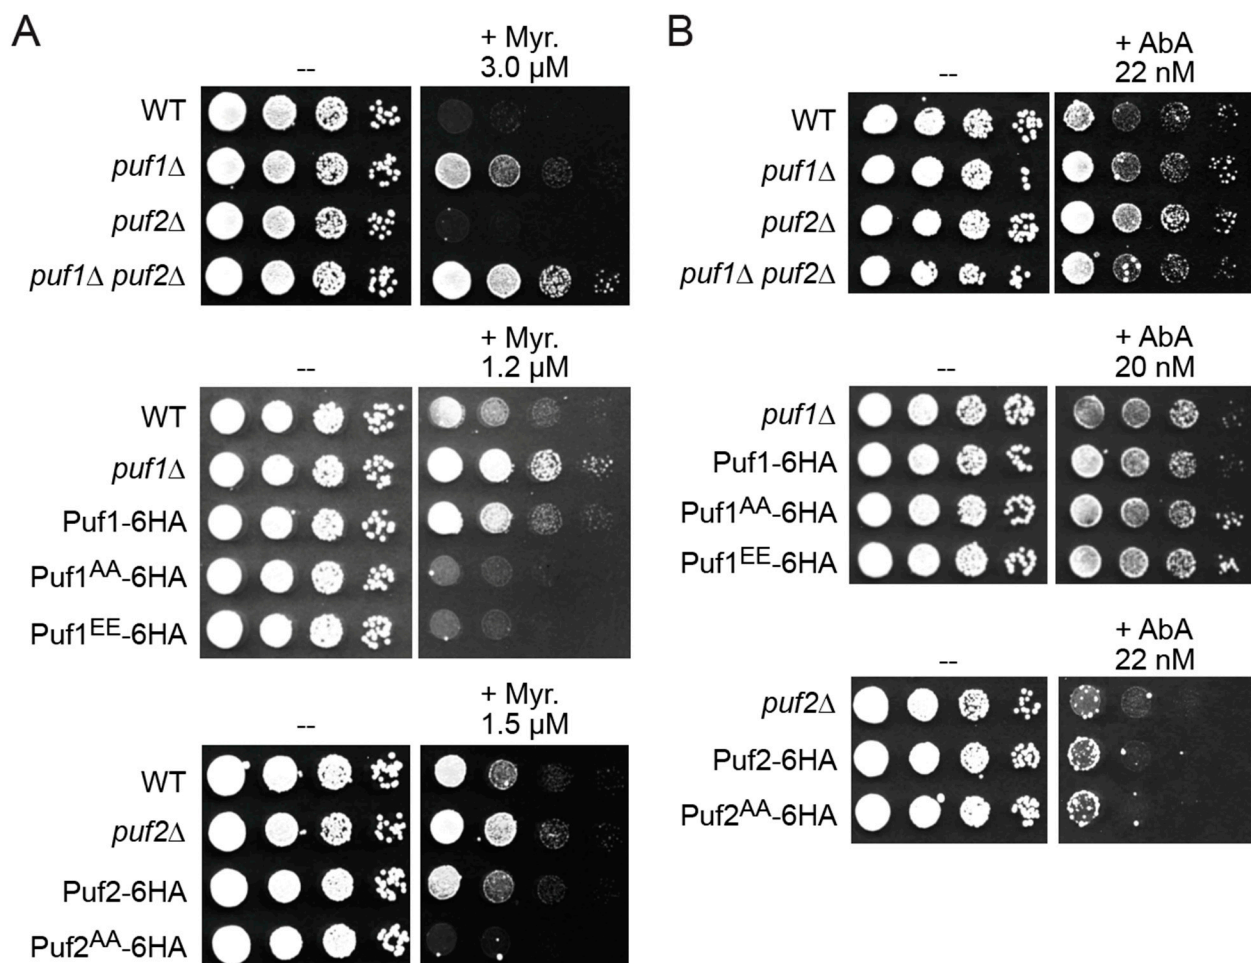 A
--
+ Myr.
3.0 µM
WT
puf1Δ
puf2Δ
puf1Δ puf2Δ
--
+ Myr.
1.2 µM
WT
puf1Δ
Puf1-6HA
Puf1AA-6HA
Puf1EE-6HA
--
+ Myr.
1.5 µM
WT
puf2Δ
Puf2-6HA
Puf2AA-6HA
B
--
+ AbA
22 nM
WT
puf1Δ
puf2Δ
puf1Δ puf2Δ
--
+ AbA
20 nM
puf1Δ
Puf1-6HA
Puf1AA-6HA
Puf1EE-6HA
--
+ AbA
22 nM
puf2Δ
Puf2-6HA
Puf2AA-6HA